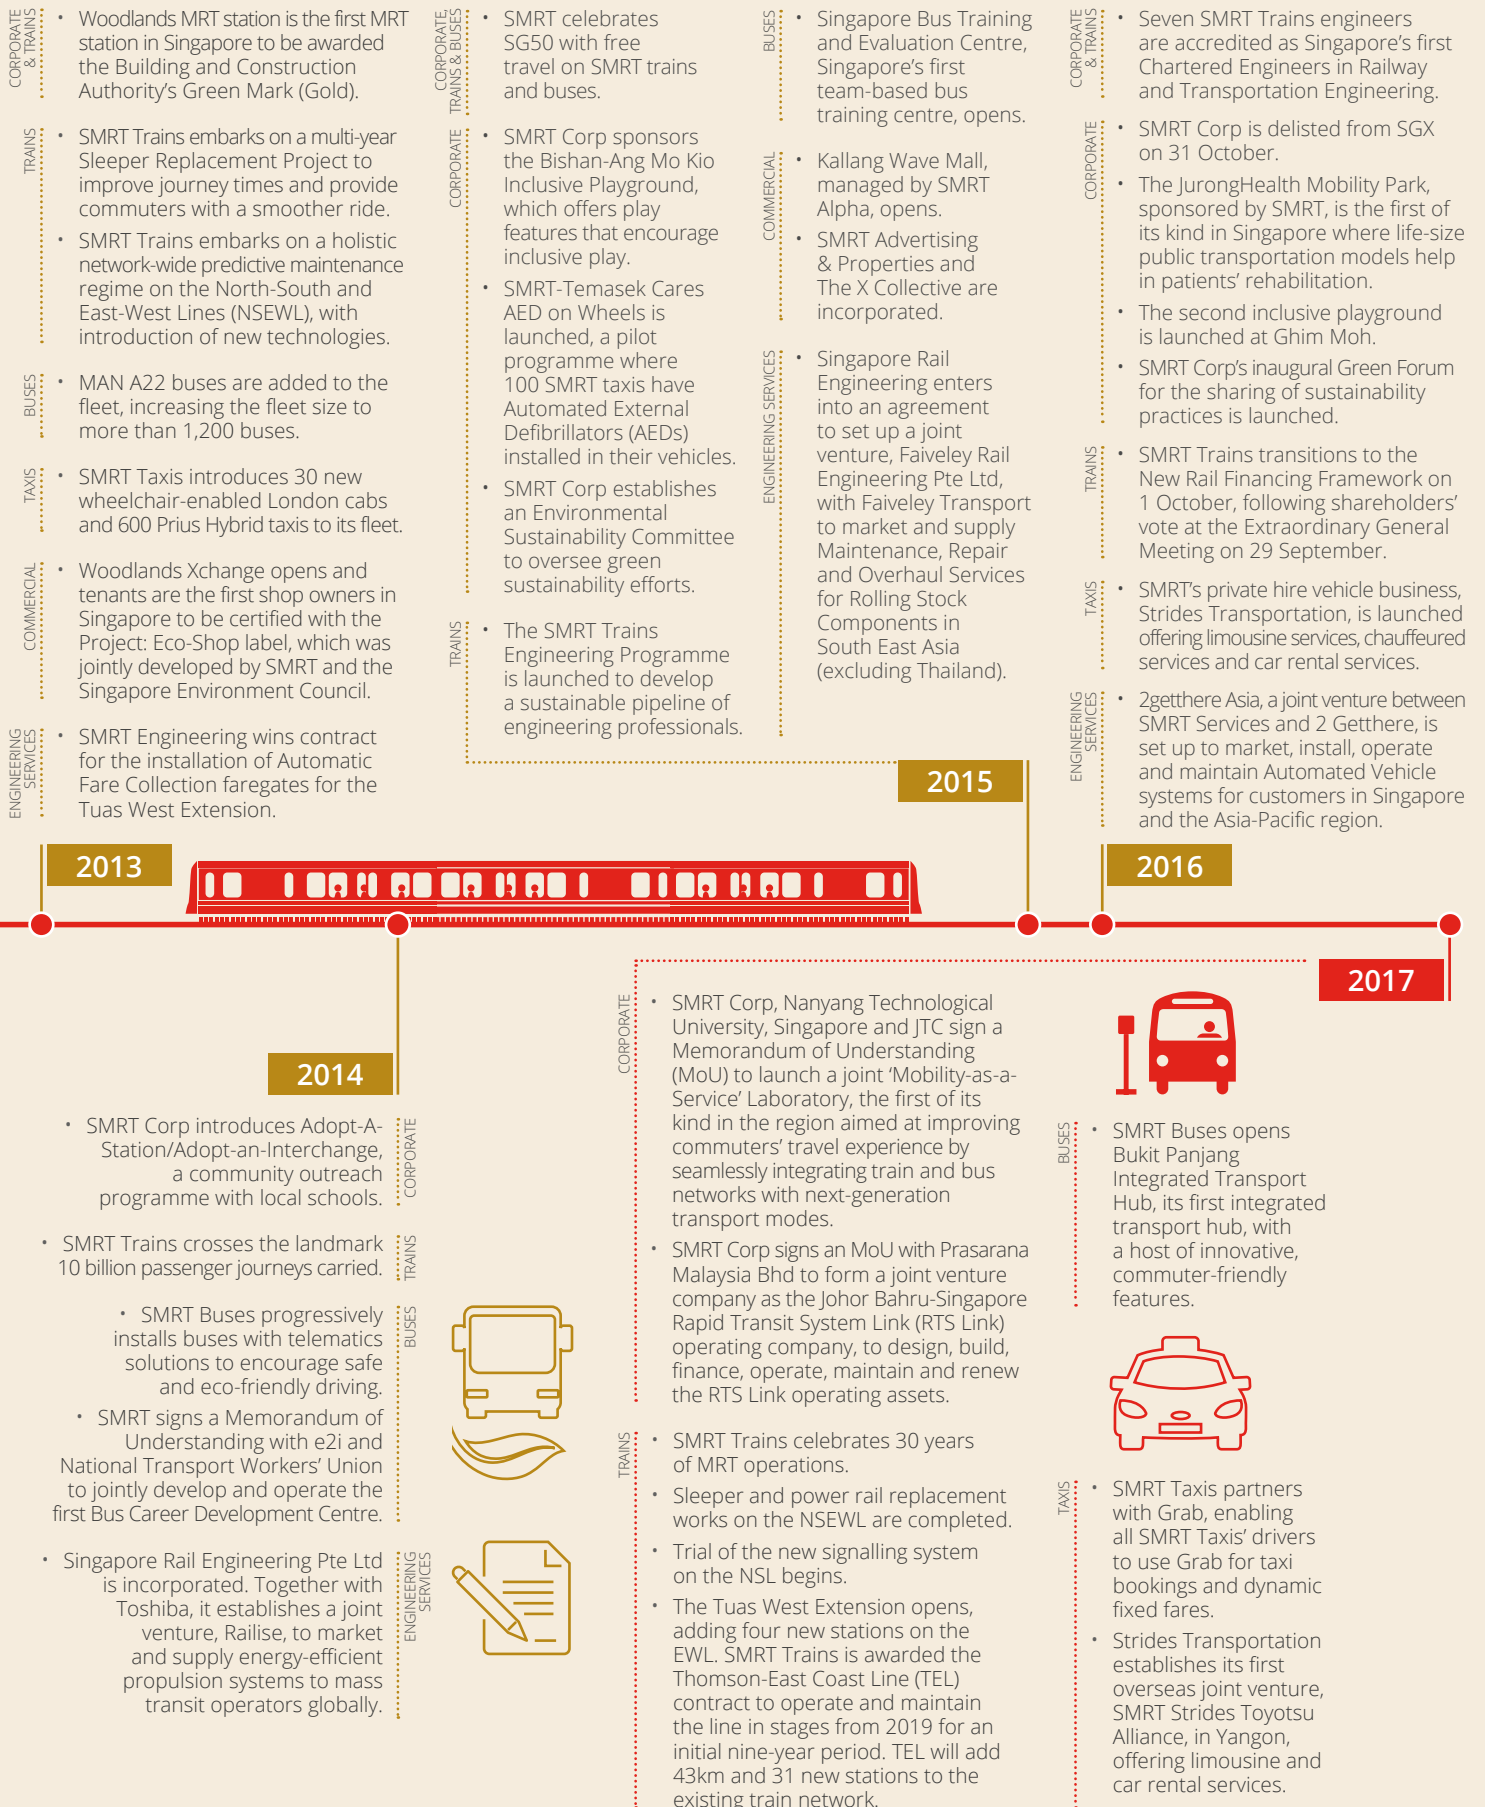 CORPORATE
& TRAINS
• Woodlands MRT station is the first MRT
station in Singapore to be awarded
the Building and Construction
Authority's Green Mark (Gold).
TRAINS
• SMRT Trains embarks on a multi-year
Sleeper Replacement Project to
improve journey times and provide
commuters with a smoother ride.
• SMRT Trains embarks on a holistic
network-wide predictive maintenance
regime on the North-South and
East-West Lines (NSEWL), with
introduction of new technologies.
BUSES
• MAN A22 buses are added to the
fleet, increasing the fleet size to
more than 1,200 buses.
TAXIS
• SMRT Taxis introduces 30 new
wheelchair-enabled London cabs
and 600 Prius Hybrid taxis to its fleet.
COMMERCIAL
• Woodlands Xchange opens and
tenants are the first shop owners in
Singapore to be certified with the
Project: Eco-Shop label, which was
jointly developed by SMRT and the
Singapore Environment Council.
ENGINEERING
SERVICES
• SMRT Engineering wins contract
for the installation of Automatic
Fare Collection faregates for the
Tuas West Extension.
2013
CORPORATE,
TRAINS & BUSES
• SMRT celebrates
SG50 with free
travel on SMRT trains
and buses.
CORPORATE
• SMRT Corp sponsors
the Bishan-Ang Mo Kio
Inclusive Playground,
which offers play
features that encourage
inclusive play.
• SMRT-Temasek Cares
AED on Wheels is
launched, a pilot
programme where
100 SMRT taxis have
Automated External
Defibrillators (AEDs)
installed in their vehicles.
• SMRT Corp establishes
an Environmental
Sustainability Committee
to oversee green
sustainability efforts.
TRAINS
• The SMRT Trains
Engineering Programme
is launched to develop
a sustainable pipeline of
engineering professionals.
BUSES
• Singapore Bus Training
and Evaluation Centre,
Singapore's first
team-based bus
training centre, opens.
COMMERCIAL
• Kallang Wave Mall,
managed by SMRT
Alpha, opens.
• SMRT Advertising
& Properties and
The X Collective are
incorporated.
ENGINEERING SERVICES
• Singapore Rail
Engineering enters
into an agreement
to set up a joint
venture, Faiveley Rail
Engineering Pte Ltd,
with Faiveley Transport
to market and supply
Maintenance, Repair
and Overhaul Services
for Rolling Stock
Components in
South East Asia
(excluding Thailand).
2015
CORPORATE
& TRAINS
• Seven SMRT Trains engineers
are accredited as Singapore's first
Chartered Engineers in Railway
and Transportation Engineering.
CORPORATE
• SMRT Corp is delisted from SGX
on 31 October.
• The JurongHealth Mobility Park,
sponsored by SMRT, is the first of
its kind in Singapore where life-size
public transportation models help
in patients' rehabilitation.
• The second inclusive playground
is launched at Ghim Moh.
• SMRT Corp's inaugural Green Forum
for the sharing of sustainability
practices is launched.
TRAINS
• SMRT Trains transitions to the
New Rail Financing Framework on
1 October, following shareholders'
vote at the Extraordinary General
Meeting on 29 September.
TAXIS
• SMRT's private hire vehicle business,
Strides Transportation, is launched
offering limousine services, chauffeured
services and car rental services.
ENGINEERING
SERVICES
• 2getthere Asia, a joint venture between
SMRT Services and 2 Getthere, is
set up to market, install, operate
and maintain Automated Vehicle
systems for customers in Singapore
and the Asia-Pacific region.
2016
2014
• SMRT Corp introduces Adopt-A-
Station/Adopt-an-Interchange,
a community outreach
programme with local schools.
CORPORATE
• SMRT Trains crosses the landmark
10 billion passenger journeys carried.
TRAINS
• SMRT Buses progressively
installs buses with telematics
solutions to encourage safe
and eco-friendly driving.
• SMRT signs a Memorandum of
Understanding with e2i and
National Transport Workers' Union
to jointly develop and operate the
first Bus Career Development Centre.
BUSES
• Singapore Rail Engineering Pte Ltd
is incorporated. Together with
Toshiba, it establishes a joint
venture, Railise, to market
and supply energy-efficient
propulsion systems to mass
transit operators globally.
ENGINEERING
SERVICES
2017
CORPORATE
• SMRT Corp, Nanyang Technological
University, Singapore and JTC sign a
Memorandum of Understanding
(MoU) to launch a joint 'Mobility-as-a-
Service' Laboratory, the first of its
kind in the region aimed at improving
commuters' travel experience by
seamlessly integrating train and bus
networks with next-generation
transport modes.
• SMRT Corp signs an MoU with Prasarana
Malaysia Bhd to form a joint venture
company as the Johor Bahru-Singapore
Rapid Transit System Link (RTS Link)
operating company, to design, build,
finance, operate, maintain and renew
the RTS Link operating assets.
TRAINS
• SMRT Trains celebrates 30 years
of MRT operations.
• Sleeper and power rail replacement
works on the NSEWL are completed.
• Trial of the new signalling system
on the NSL begins.
• The Tuas West Extension opens,
adding four new stations on the
EWL. SMRT Trains is awarded the
Thomson-East Coast Line (TEL)
contract to operate and maintain
the line in stages from 2019 for an
initial nine-year period. TEL will add
43km and 31 new stations to the
existing train network.
BUSES
• SMRT Buses opens
Bukit Panjang
Integrated Transport
Hub, its first integrated
transport hub, with
a host of innovative,
commuter-friendly
features.
TAXIS
• SMRT Taxis partners
with Grab, enabling
all SMRT Taxis' drivers
to use Grab for taxi
bookings and dynamic
fixed fares.
• Strides Transportation
establishes its first
overseas joint venture,
SMRT Strides Toyotsu
Alliance, in Yangon,
offering limousine and
car rental services.